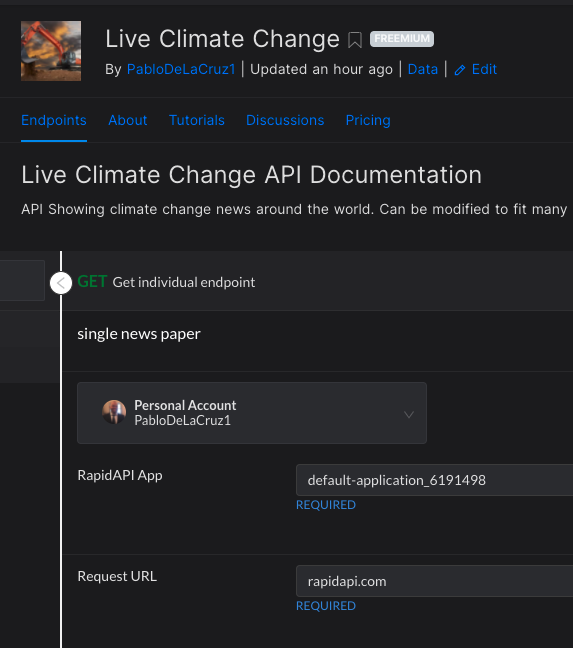 Live Climate Change FREEMIUM
By PabloDeLaCruz1 | Updated an hour ago | Data | Edit
Endpoints About Tutorials Discussions Pricing
Live Climate Change API Documentation
API Showing climate change news around the world. Can be modified to fit many
GET Get individual endpoint
single news paper
Personal Account
PabloDeLaCruz1
RapidAPI App default-application_6191498
REQUIRED
Request URL rapidapi.com
REQUIRED